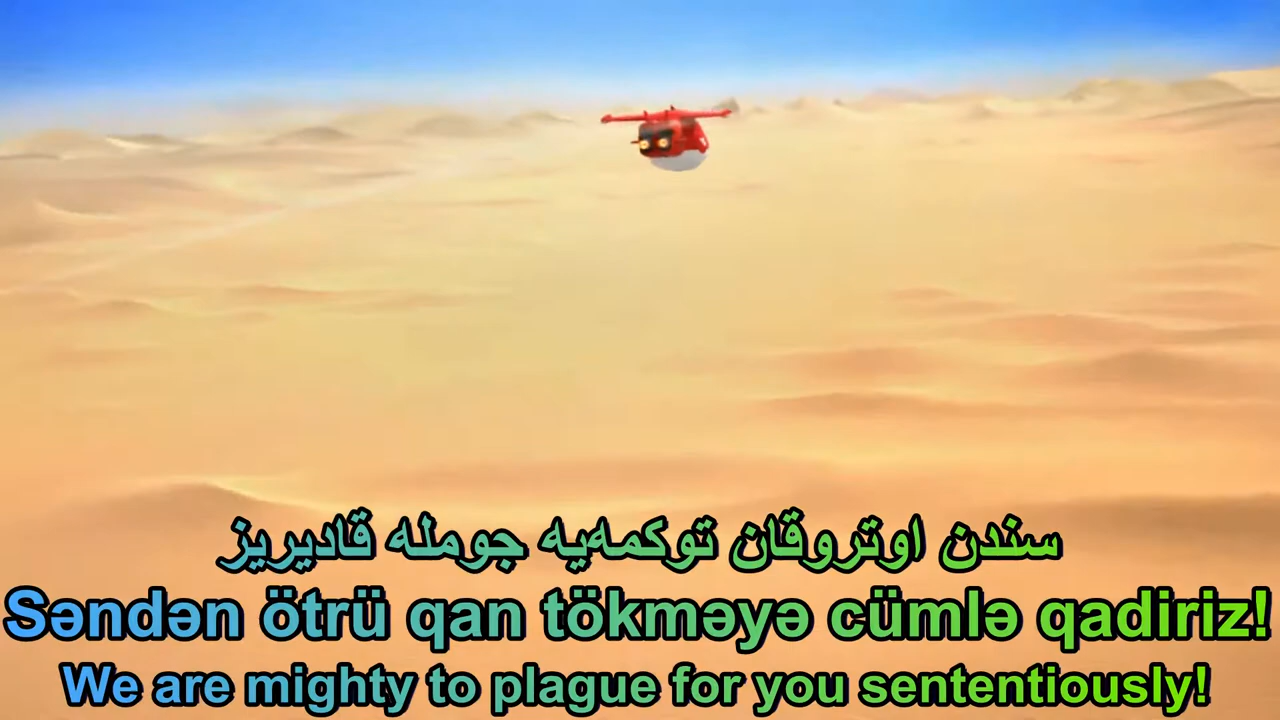 سندن اوتروقان توکمه‌یه جومله قادیریز
Səndən ötrü qan tökməyə cümlə qadiriz!
We are mighty to plague for you sententiously!